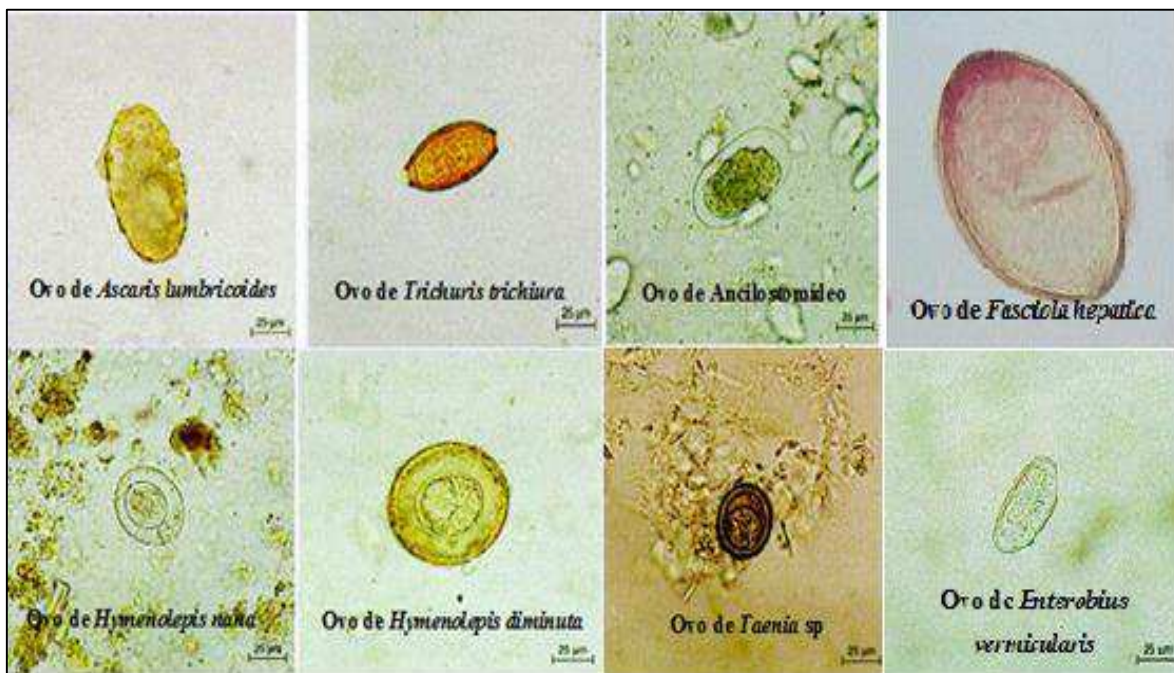 Ovo de Ascaris lumbricoides
25 µm
Ovo de Trichuris trichiura
25 µm
Ovo de Ancilostomideo
25 µm
Ovo de Fasciola hepatica
Ovo de Hymenolepis nana
25 µm
Ovo de Hymenolepis diminuta
25 µm
Ovo de Taenia sp
25 µm
Ovo de Enterobius
vermicularis
25 µm